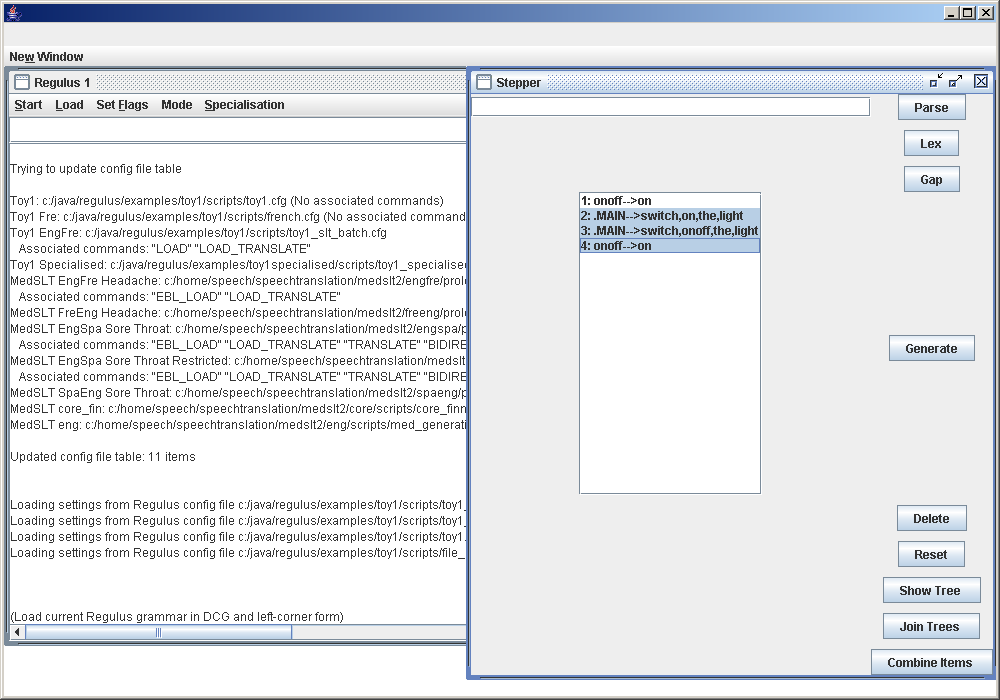 New Window
Regulus 1
Start Load Set Flags Mode Specialisation
Trying to update config file table
Toy1: c:/java/regulus/examples/toy1/scripts/toy1.cfg (No associated commands)
Toy1 Fre: c:/java/regulus/examples/toy1/scripts/french.cfg (No associated command
Toy1 EngFre: c:/java/regulus/examples/toy1/scripts/toy1_slt_batch.cfg
Associated commands: "LOAD" "LOAD_TRANSLATE"
Toy1 Specialised: c:/java/regulus/examples/toy1specialised/scripts/toy1_specialise
MedSLT EngFre Headache: c:/home/speech/speechtranslation/medslt2/engfre/prolo
Associated commands: "EBL_LOAD" "LOAD_TRANSLATE"
MedSLT FreEng Headache: c:/home/speech/speechtranslation/medslt2/freeng/prolo
MedSLT EngSpa Sore Throat: c:/home/speech/speechtranslation/medslt2/engspa/p
Associated commands: "EBL_LOAD" "LOAD_TRANSLATE" "TRANSLATE" "BIDIRE
MedSLT EngSpa Sore Throat Restricted: c:/home/speech/speechtranslation/medslt
Associated commands: "EBL_LOAD" "LOAD_TRANSLATE" "TRANSLATE" "BIDIRE
MedSLT SpaEng Sore Throat: c:/home/speech/speechtranslation/medslt2/spaeng/p
MedSLT core_fin: c:/home/speech/speechtranslation/medslt2/core/scripts/core_finn
MedSLT eng: c:/home/speech/speechtranslation/medslt2/eng/scripts/med_generati
Updated config file table: 11 items
Loading settings from Regulus config file c:/java/regulus/examples/toy1/scripts/toy1_
Loading settings from Regulus config file c:/java/regulus/examples/toy1/scripts/toy1_
Loading settings from Regulus config file c:/java/regulus/examples/toy1/scripts/toy1.
Loading settings from Regulus config file c:/java/regulus/examples/toy1/scripts/file_
(Load current Regulus grammar in DCG and left-corner form)
Stepper
Parse
Lex
Gap
1: onoff-->on
2: .MAIN-->switch,on,the,light
3: .MAIN-->switch,onoff,the,light
4: onoff-->on
Generate
Delete
Reset
Show Tree
Join Trees
Combine Items